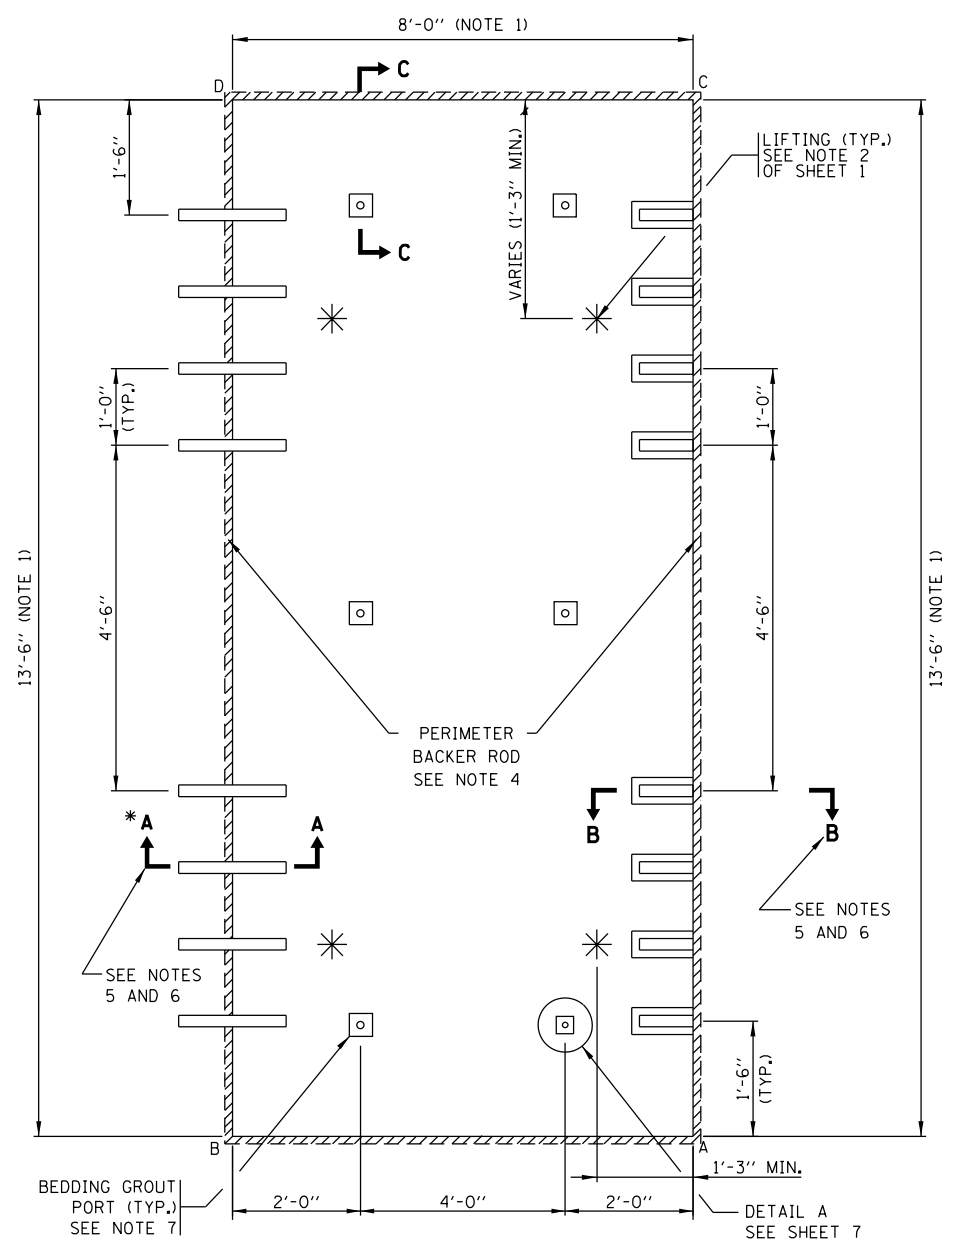 8'-0" (NOTE 1)
D
C
C
1'-6"
VARIES (1'-3" MIN.)
LIFTING (TYP.)
SEE NOTE 2
OF SHEET 1
C
1'-0"
(TYP.)
1'-0"
13'-6" (NOTE 1)
4'-6"
4'-6"
13'-6" (NOTE 1)
PERIMETER
BACKER ROD
SEE NOTE 4
* A
A
B
B
SEE NOTES
5 AND 6
SEE NOTES
5 AND 6
1'-6"
(TYP.)
B
A
1'-3" MIN.
BEDDING GROUT
PORT (TYP.)
SEE NOTE 7
2'-0"
4'-0"
2'-0"
DETAIL A
SEE SHEET 7